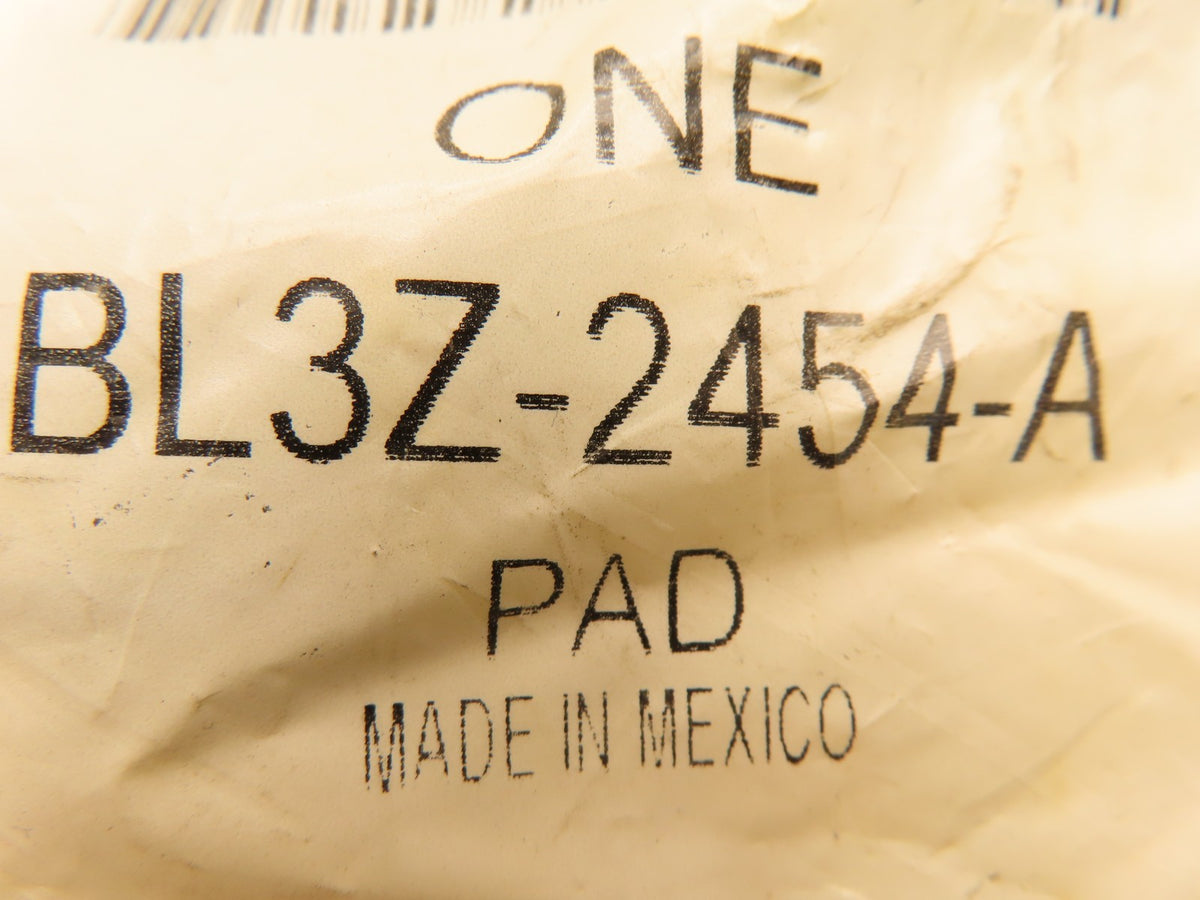 ONE
BL3Z-2454-A
PAD
MADE IN MEXICO